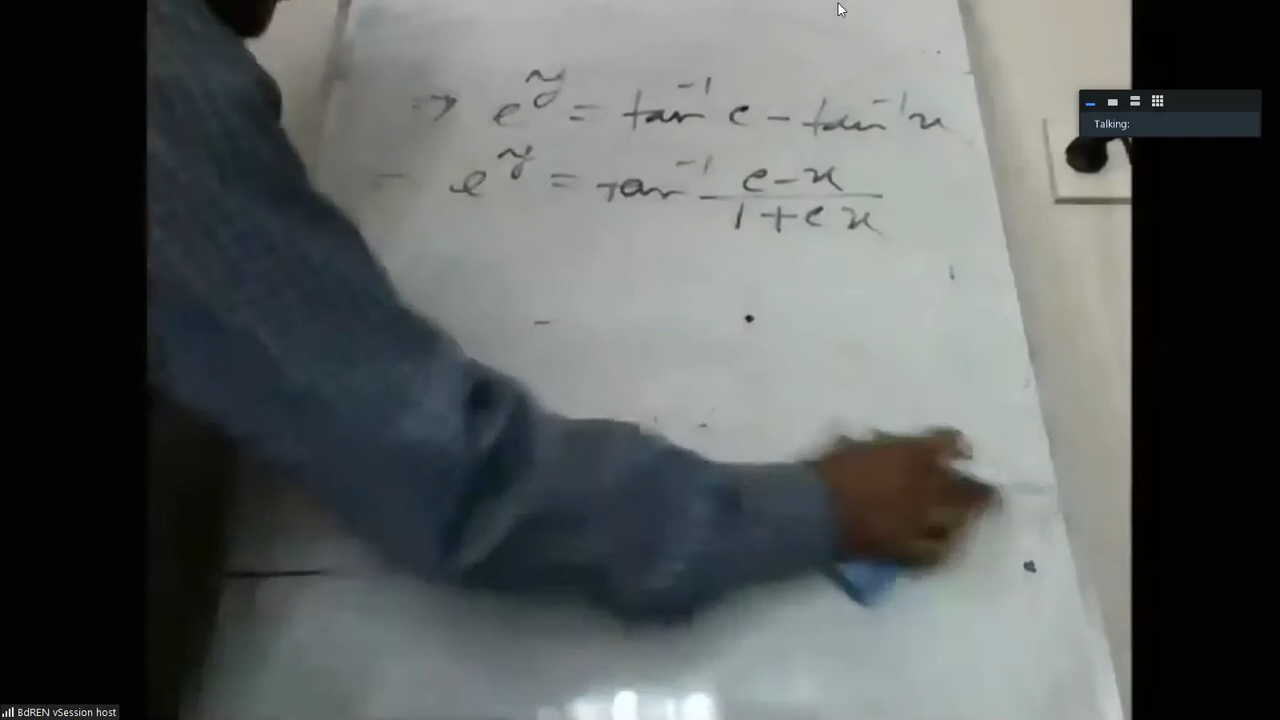 ⇒ e^y = tan^-1 c - tan^-1 x
= e^y = tan^-1 (c-x)/(1+cx)
Talking:
BdREN vSession host